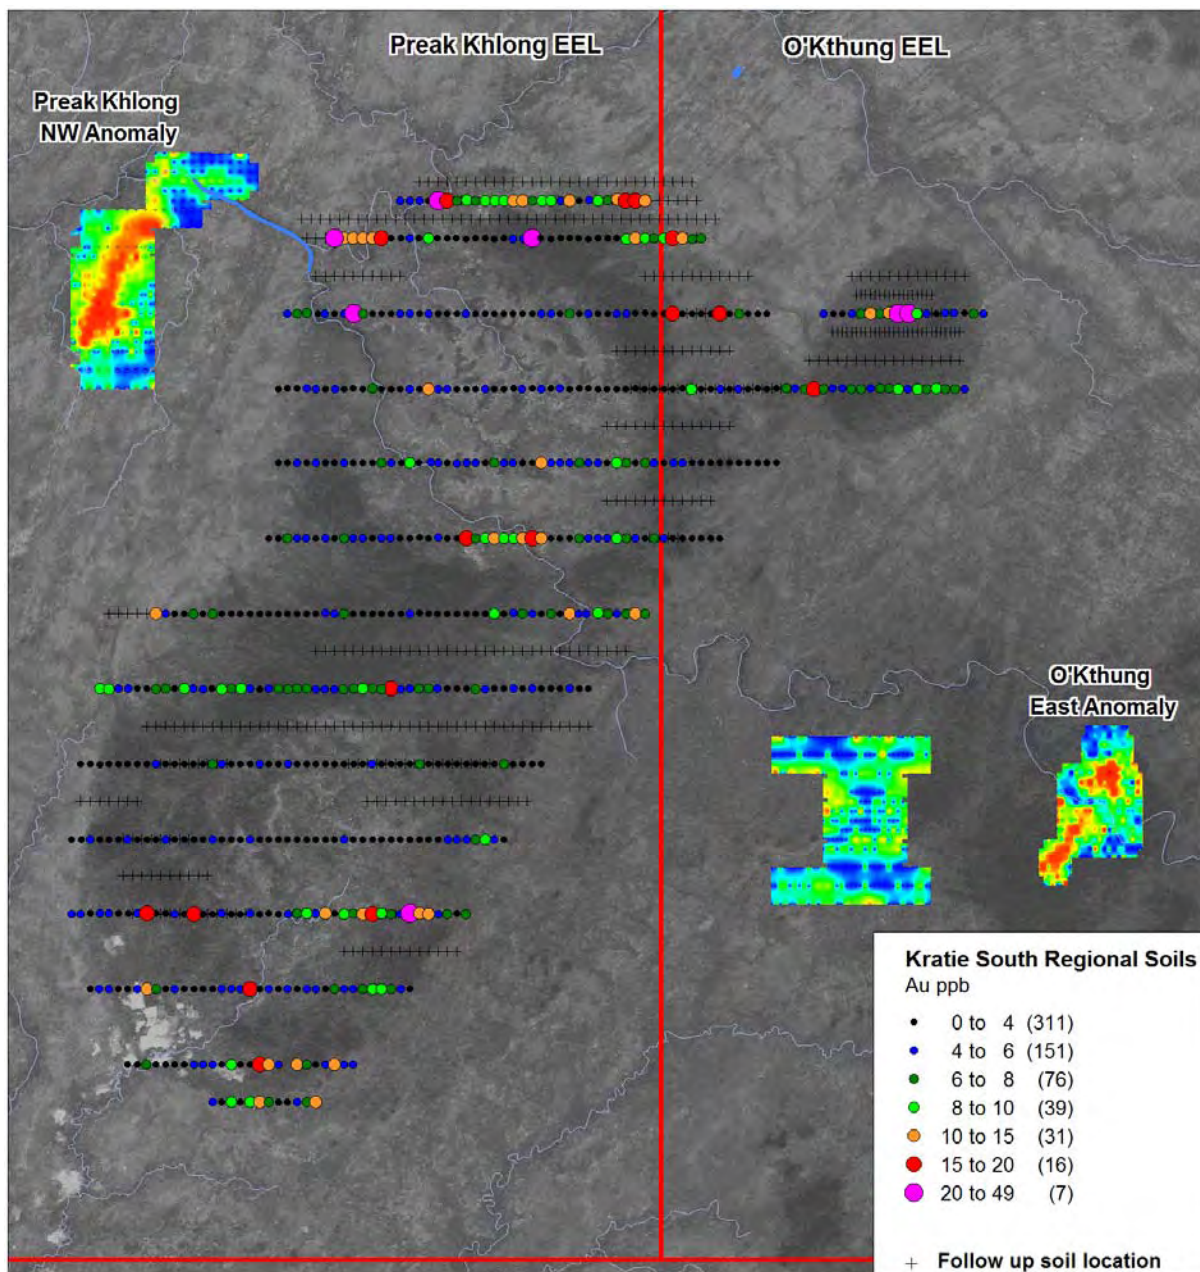 Preak Khlong EEL
O'Kthung EEL
Preak Khlong
NW Anomaly
O'Kthung
East Anomaly
Kratie South Regional Soils
Au ppb
0 to 4 (311)
4 to 6 (151)
6 to 8 (76)
8 to 10 (39)
10 to 15 (31)
15 to 20 (16)
20 to 49 (7)
Follow up soil location